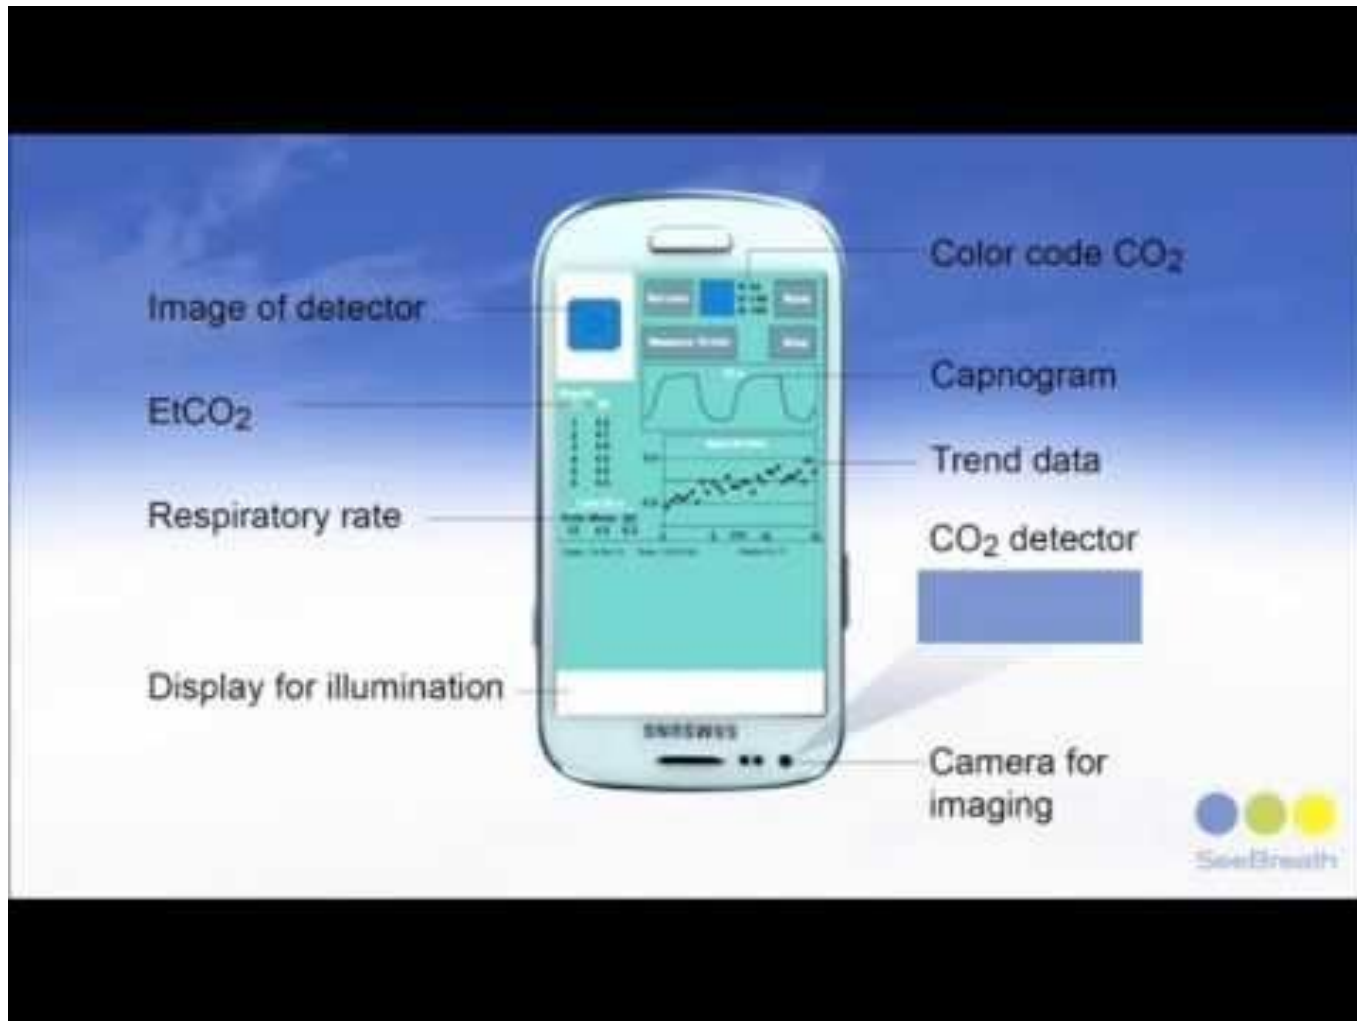 Color code CO2
Image of detector
Capnogram
EtCO2
Trend data
Respiratory rate
CO2 detector
Display for illumination
SAMSUNG
Camera for
imaging
SeeBreath